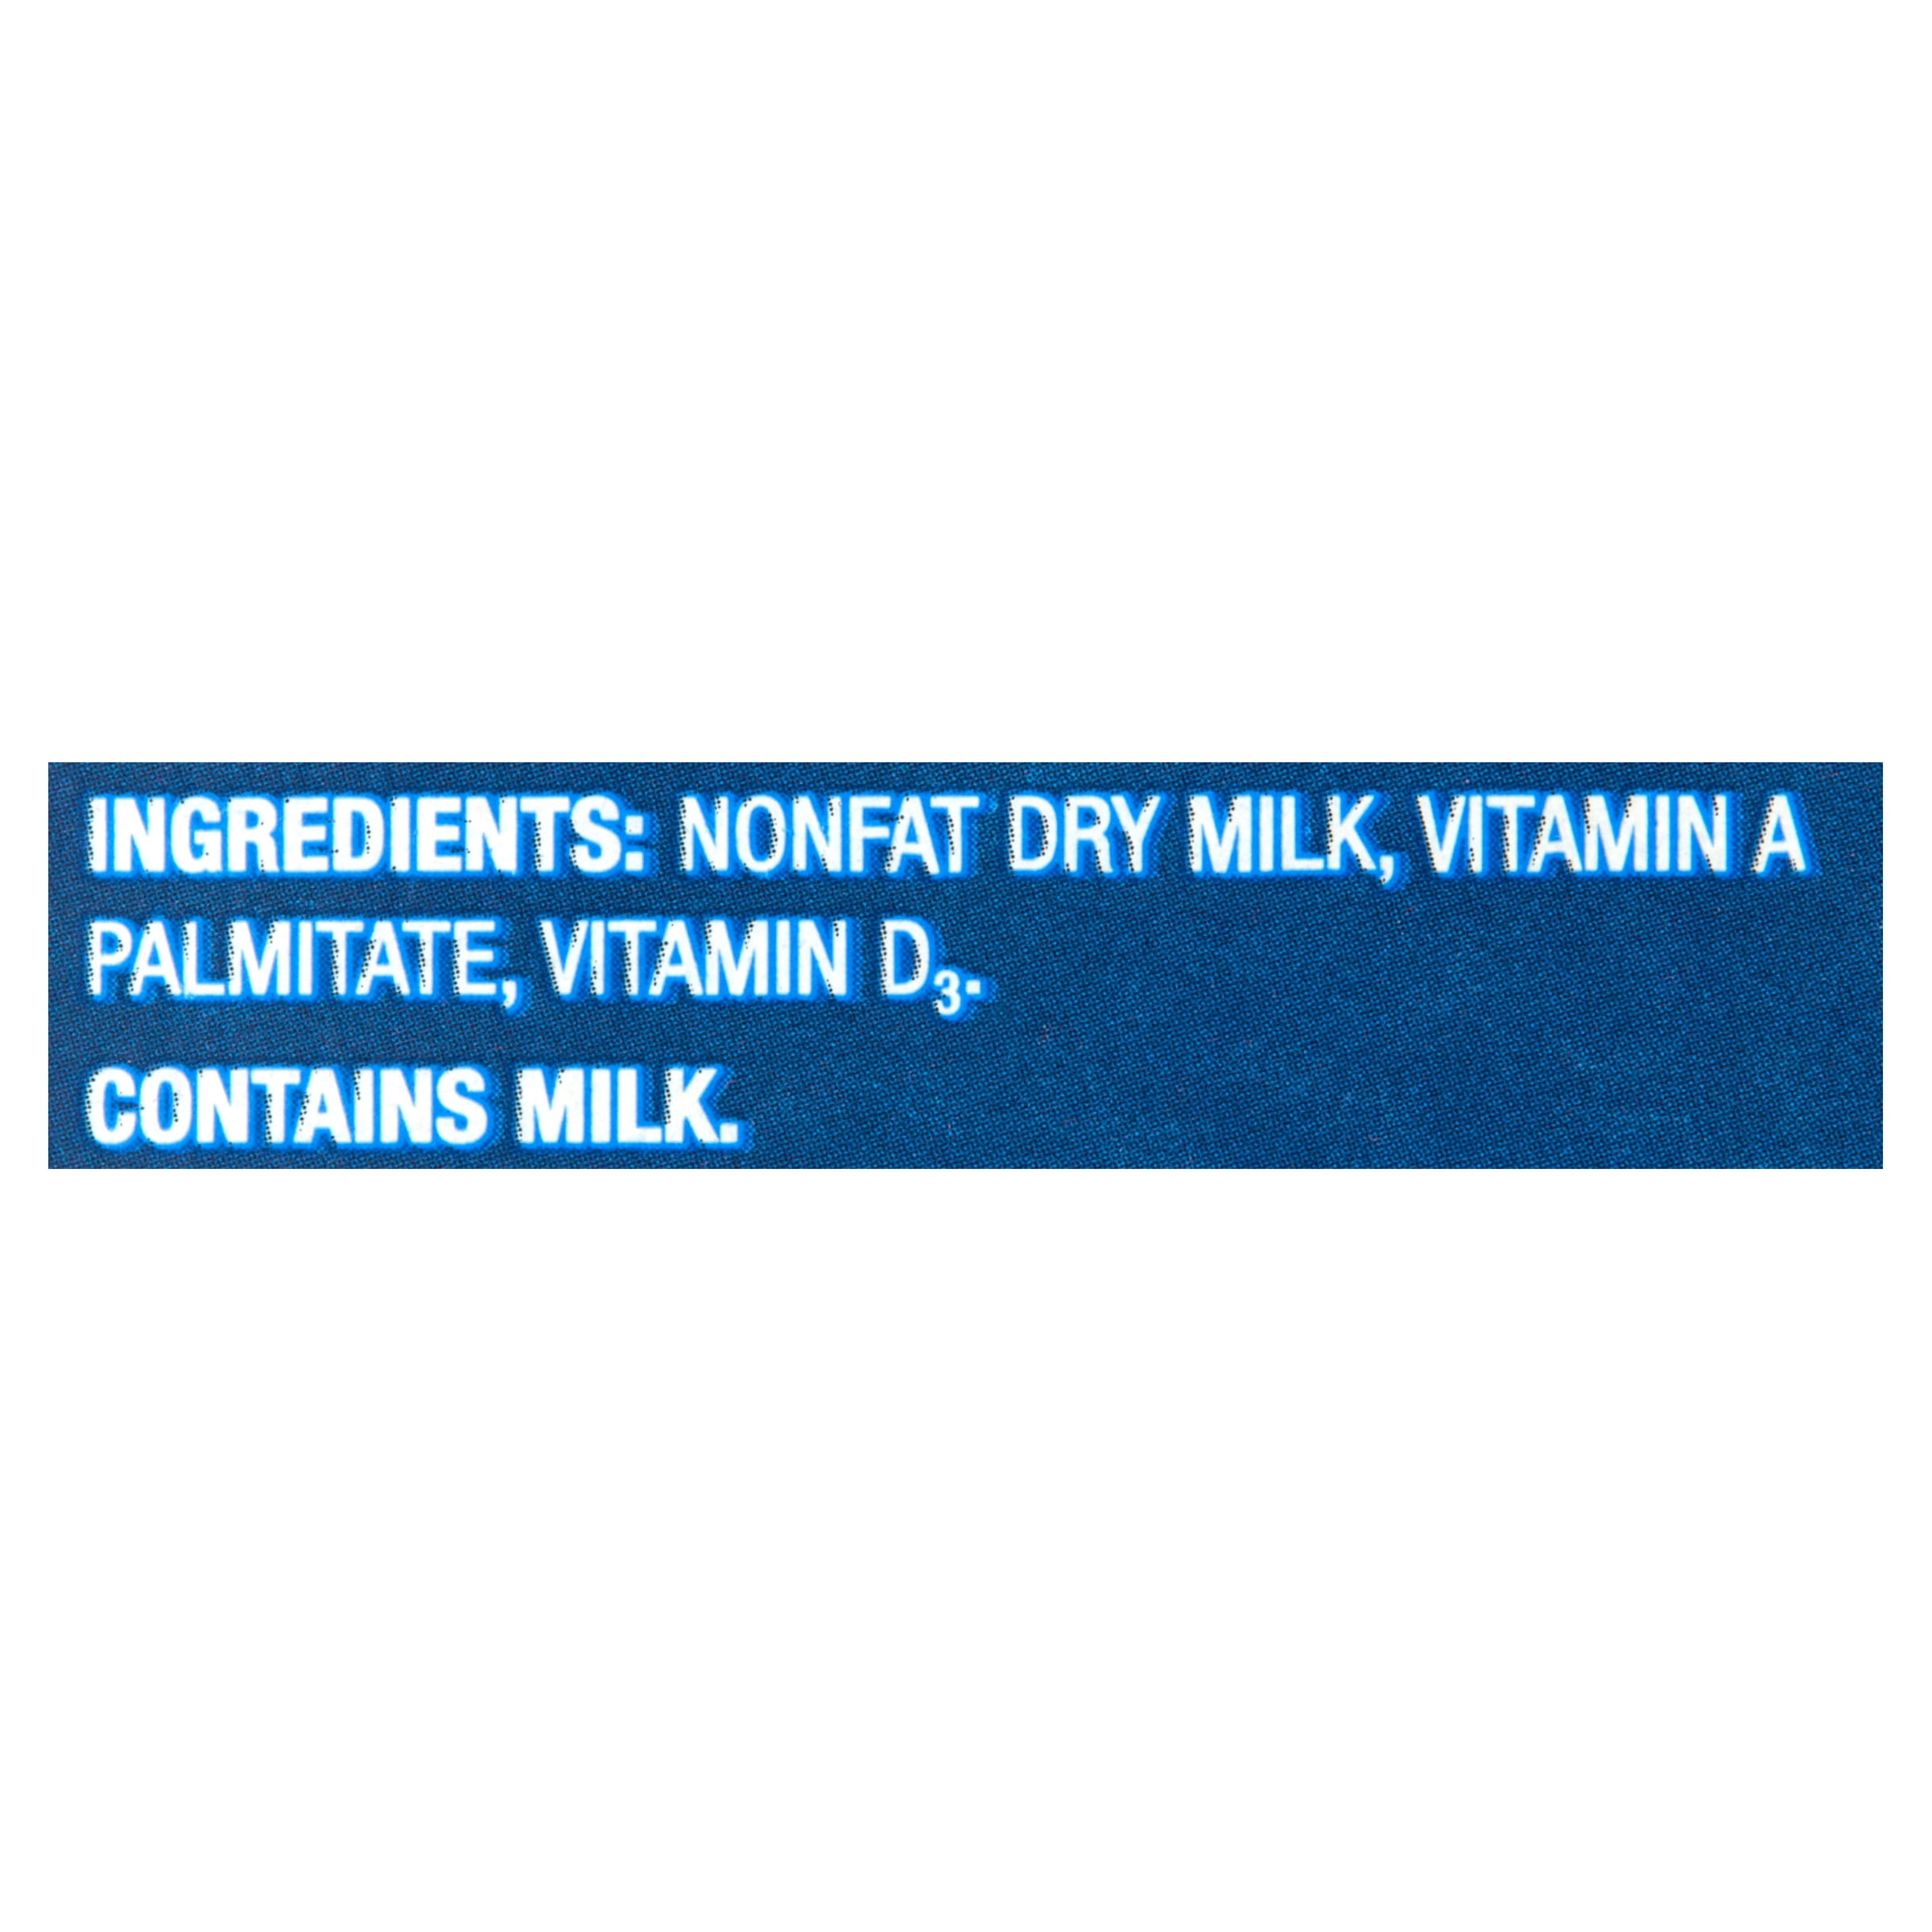 INGREDIENTS: NONFAT DRY MILK, VITAMIN A
PALMITATE, VITAMIN D₃.
CONTAINS MILK.